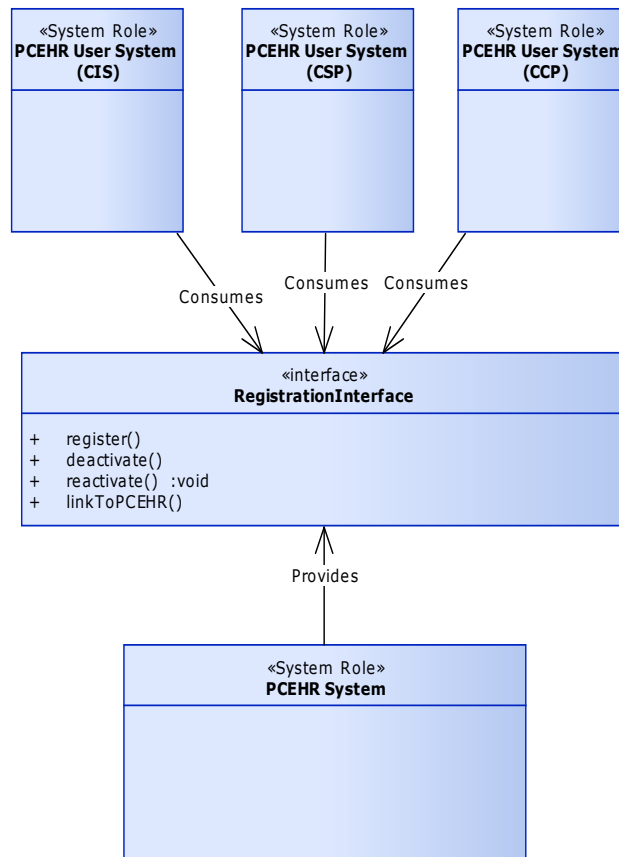 «System Role»
PCEHR User System
(CIS)
«System Role»
PCEHR User System
(CSP)
«System Role»
PCEHR User System
(CCP)
Consumes
Consumes
Consumes
«interface»
RegistrationInterface
+ register()
+ deactivate()
+ reactivate() :void
+ linkToPCEHR()
Provides
«System Role»
PCEHR System